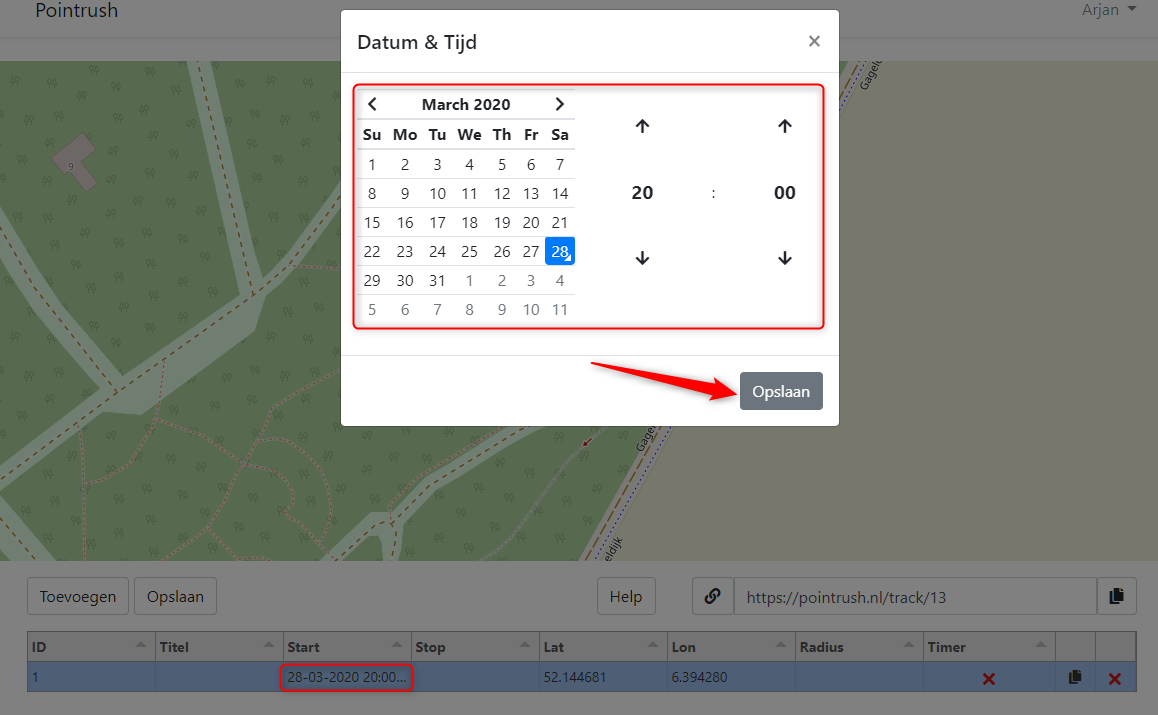 Pointrush
Arjan
Datum & Tijd
×
March 2020
Su Mo Tu We Th Fr Sa
1 2 3 4 5 6 7
8 9 10 11 12 13 14
15 16 17 18 19 20 21
22 23 24 25 26 27 28
29 30 31 1 2 3 4
5 6 7 8 9 10 11
20 : 00
Opslaan
9
Toevoegen Opslaan Help https://pointrush.nl/track/13
ID Titel Start Stop Lat Lon Radius Timer
1 28-03-2020 20:00... 52.144681 6.394280